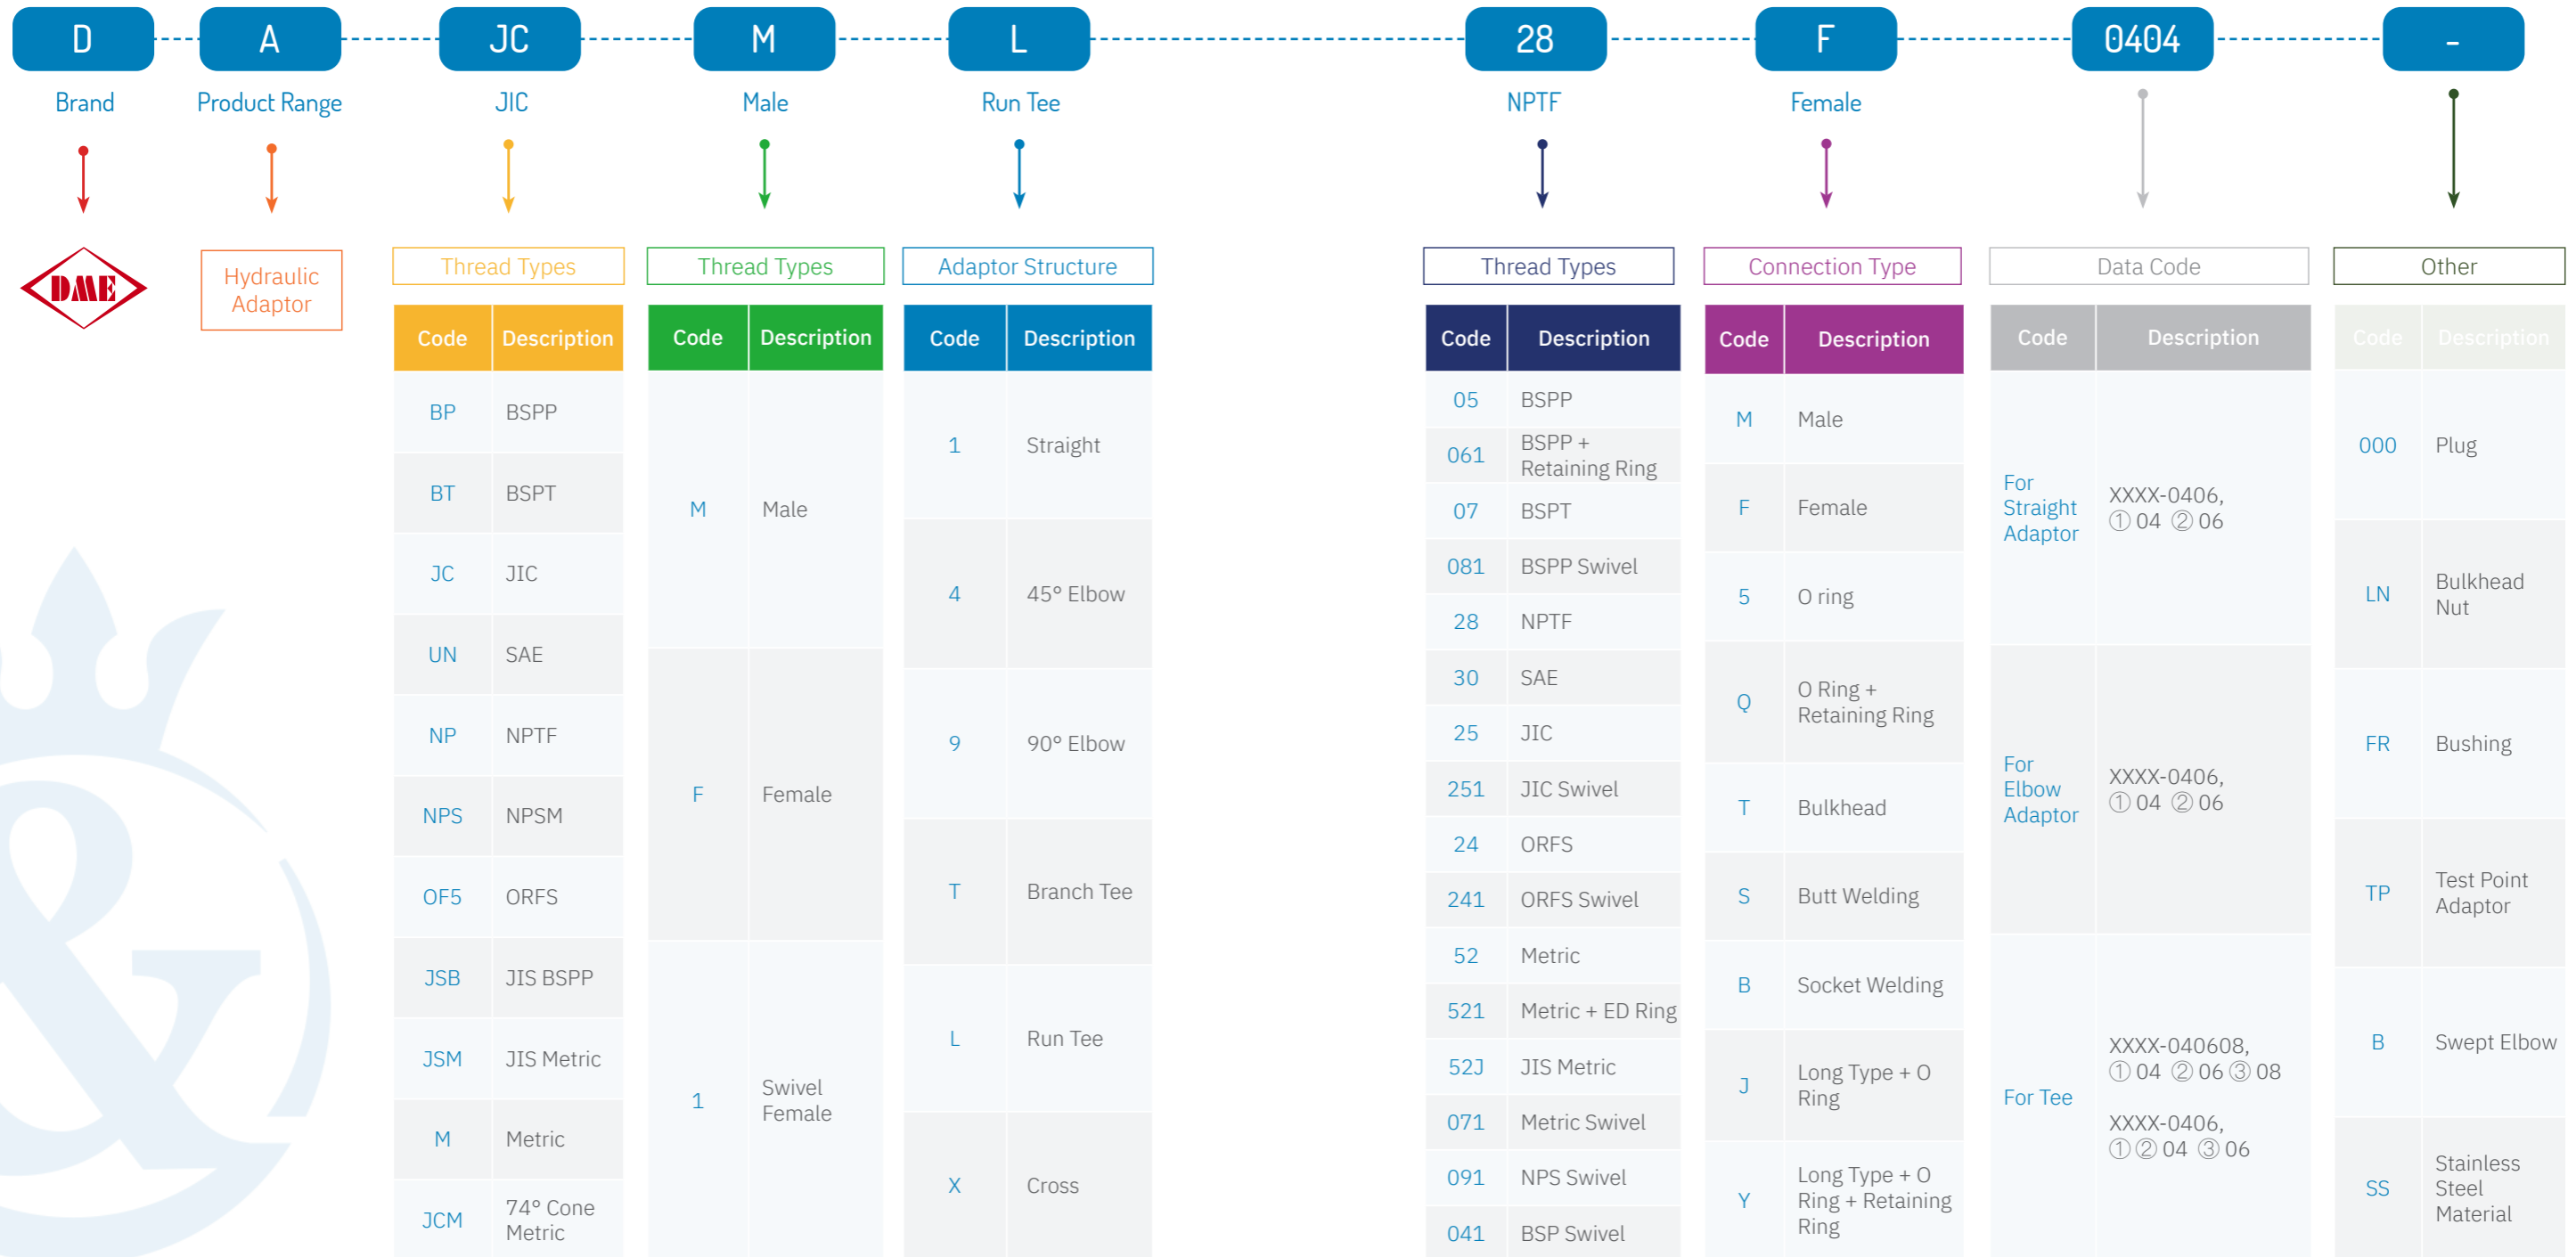 D A JC M L 28 F 0404 -
Brand Product Range JIC Male Run Tee NPTF Female
DME
Hydraulic
Adaptor
Thread Types
Code Description
BP BSPP
BT BSPT
JC JIC
UN SAE
NP NPTF
NPS NPSM
OF5 ORFS
JSB JIS BSPP
JSM JIS Metric
M Metric
JCM 74° Cone
Metric
Thread Types
Code Description
M Male
F Female
1 Swivel
Female
Adaptor Structure
Code Description
1 Straight
4 45° Elbow
9 90° Elbow
T Branch Tee
L Run Tee
X Cross
Thread Types
Code Description
05 BSPP
061 BSPP +
Retaining Ring
07 BSPT
081 BSPP Swivel
28 NPTF
30 SAE
25 JIC
251 JIC Swivel
24 ORFS
241 ORFS Swivel
52 Metric
521 Metric + ED Ring
52J JIS Metric
071 Metric Swivel
091 NPS Swivel
041 BSP Swivel
Connection Type
Code Description
M Male
F Female
5 O ring
Q O Ring +
Retaining Ring
T Bulkhead
S Butt Welding
B Socket Welding
J Long Type + O
Ring
Y Long Type + O
Ring + Retaining
Ring
Data Code
Code Description
For
Straight
Adaptor
XXXX-0406,
① 04 ② 06
For
Elbow
Adaptor
XXXX-0406,
① 04 ② 06
For Tee
XXXX-040608,
① 04 ② 06 ③ 08
XXXX-0406,
① ② 04 ③ 06
Other
Code Description
000 Plug
LN Bulkhead
Nut
FR Bushing
TP Test Point
Adaptor
B Swept Elbow
SS Stainless
Steel
Material
&